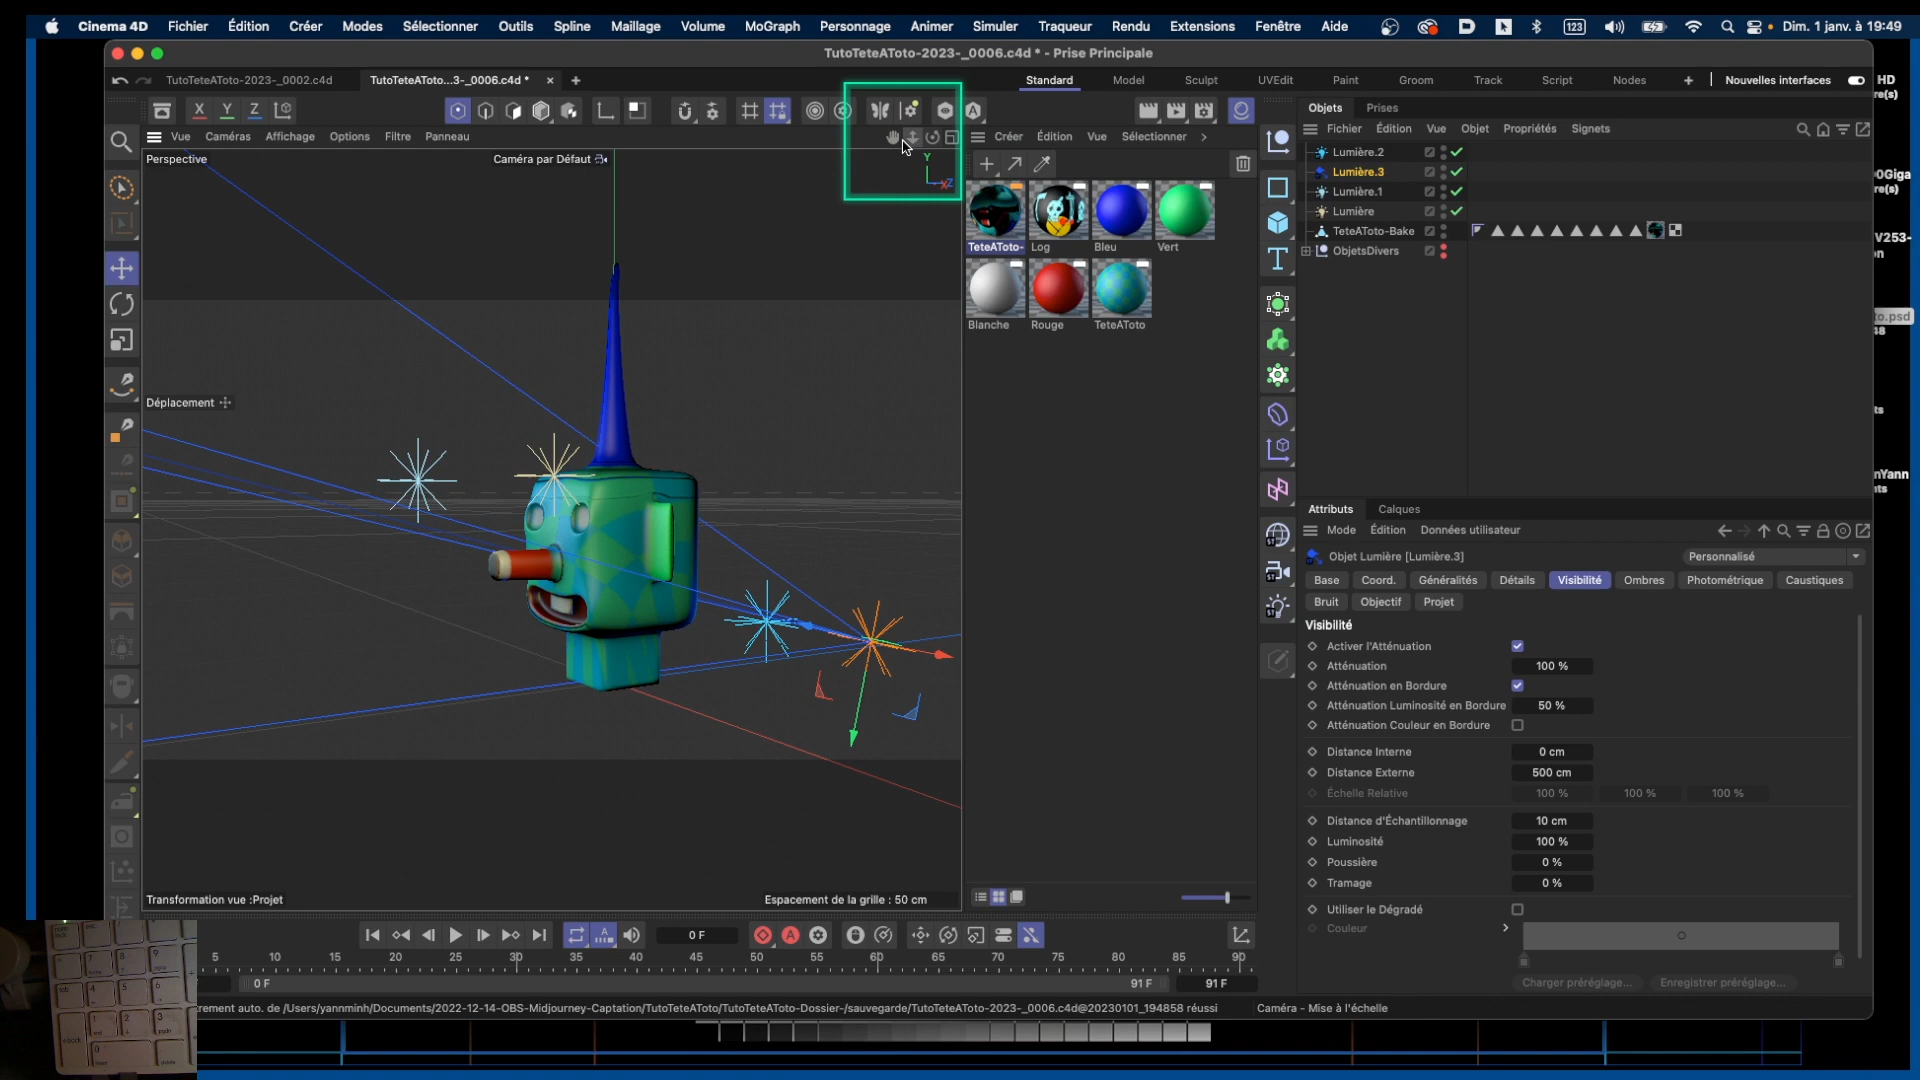 Cinema 4D Fichier Édition Créer Modes Sélectionner Outils Spline Maillage Volume MoGraph Personnage Animer Simuler Traqueur Rendu Extensions Fenêtre Aide 123 Dim. 1 janv. à 19:49
TutoTeteAToto-2023-_0006.c4d * - Prise Principale
TutoTeteAToto-2023-_0002.c4d TutoTeteAToto...3-_0006.c4d * Standard Model Sculpt UVEdit Paint Groom Track Script Nodes Nouvelles interfaces HD
X Y Z A
Vue Caméras Affichage Options Filtre Panneau Créer Édition Vue Sélectionner
Objets Prises
Fichier Édition Vue Objet Propriétés Signets
Perspective Caméra par Défaut
Y
Z
TeteAToto- Log Bleu Vert
Blanche Rouge TeteAToto
Lumière.2
Lumière.3
Lumière.1
Lumière
TeteAToto-Bake
ObjetsDivers
V253-
to.psd
48
nYann
Déplacement
Transformation vue :Projet Espacement de la grille : 50 cm
Attributs Calques
Mode Édition Données utilisateur
Objet Lumière [Lumière.3] Personnalisé
Base Coord. Généralités Détails Visibilité Ombres Photométrique Caustiques
Bruit Objectif Projet
Visibilité
Activer l'Atténuation
Atténuation 100 %
Atténuation en Bordure
Atténuation Luminosité en Bordure 50 %
Atténuation Couleur en Bordure
Distance Interne 0 cm
Distance Externe 500 cm
Échelle Relative 100 % 100 % 100 %
Distance d'Échantillonnage 10 cm
Luminosité 100 %
Poussière 0 %
Tramage 0 %
Utiliser le Dégradé
Couleur
Charger préréglage... Enregistrer préréglage...
0 F
5 10 15 20 25 30 35 40 45 50 55 60 65 70 75 80 85 90
0 F 91 F 91 F
rement auto. de /Users/yannminh/Documents/2022-12-14-OBS-Midjourney-Captation/TutoTeteAToto/TutoTeteAToto-Dossier-/sauvegarde/TutoTeteAToto-2023-_0006.c4d@20230101_194858 réussi Caméra - Mise à l'échelle